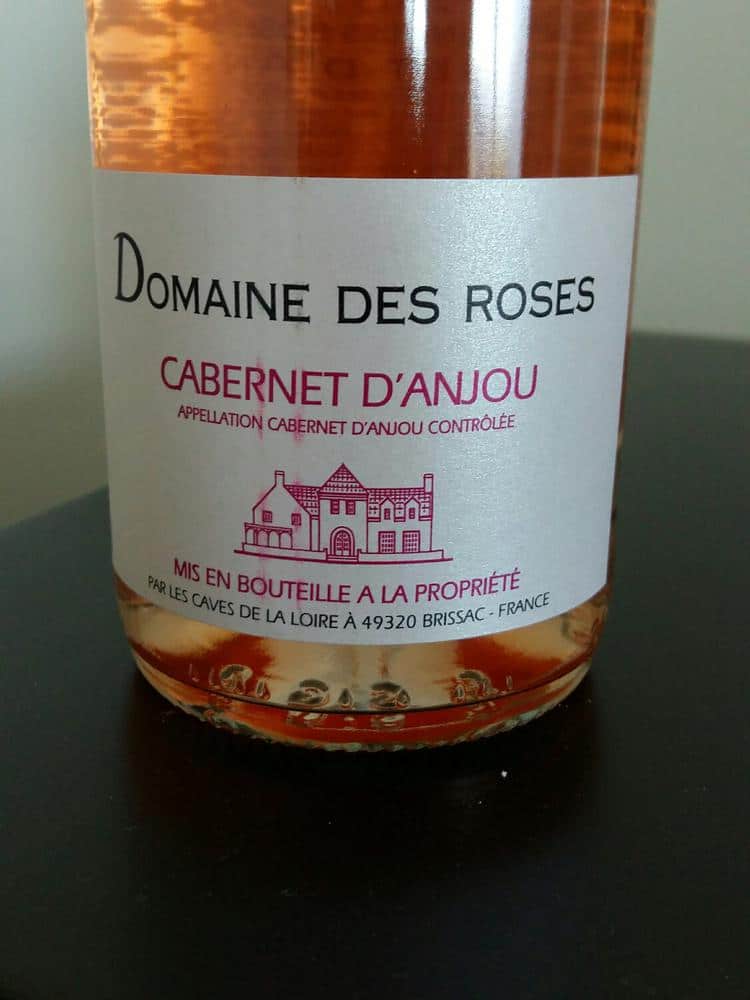 DOMAINE DES ROSES
CABERNET D'ANJOU
APPELLATION CABERNET D'ANJOU CONTRÔLÉE
MIS EN BOUTEILLE A LA PROPRIÉTÉ
PAR LES CAVES DE LA LOIRE À 49320 BRISSAC - FRANCE